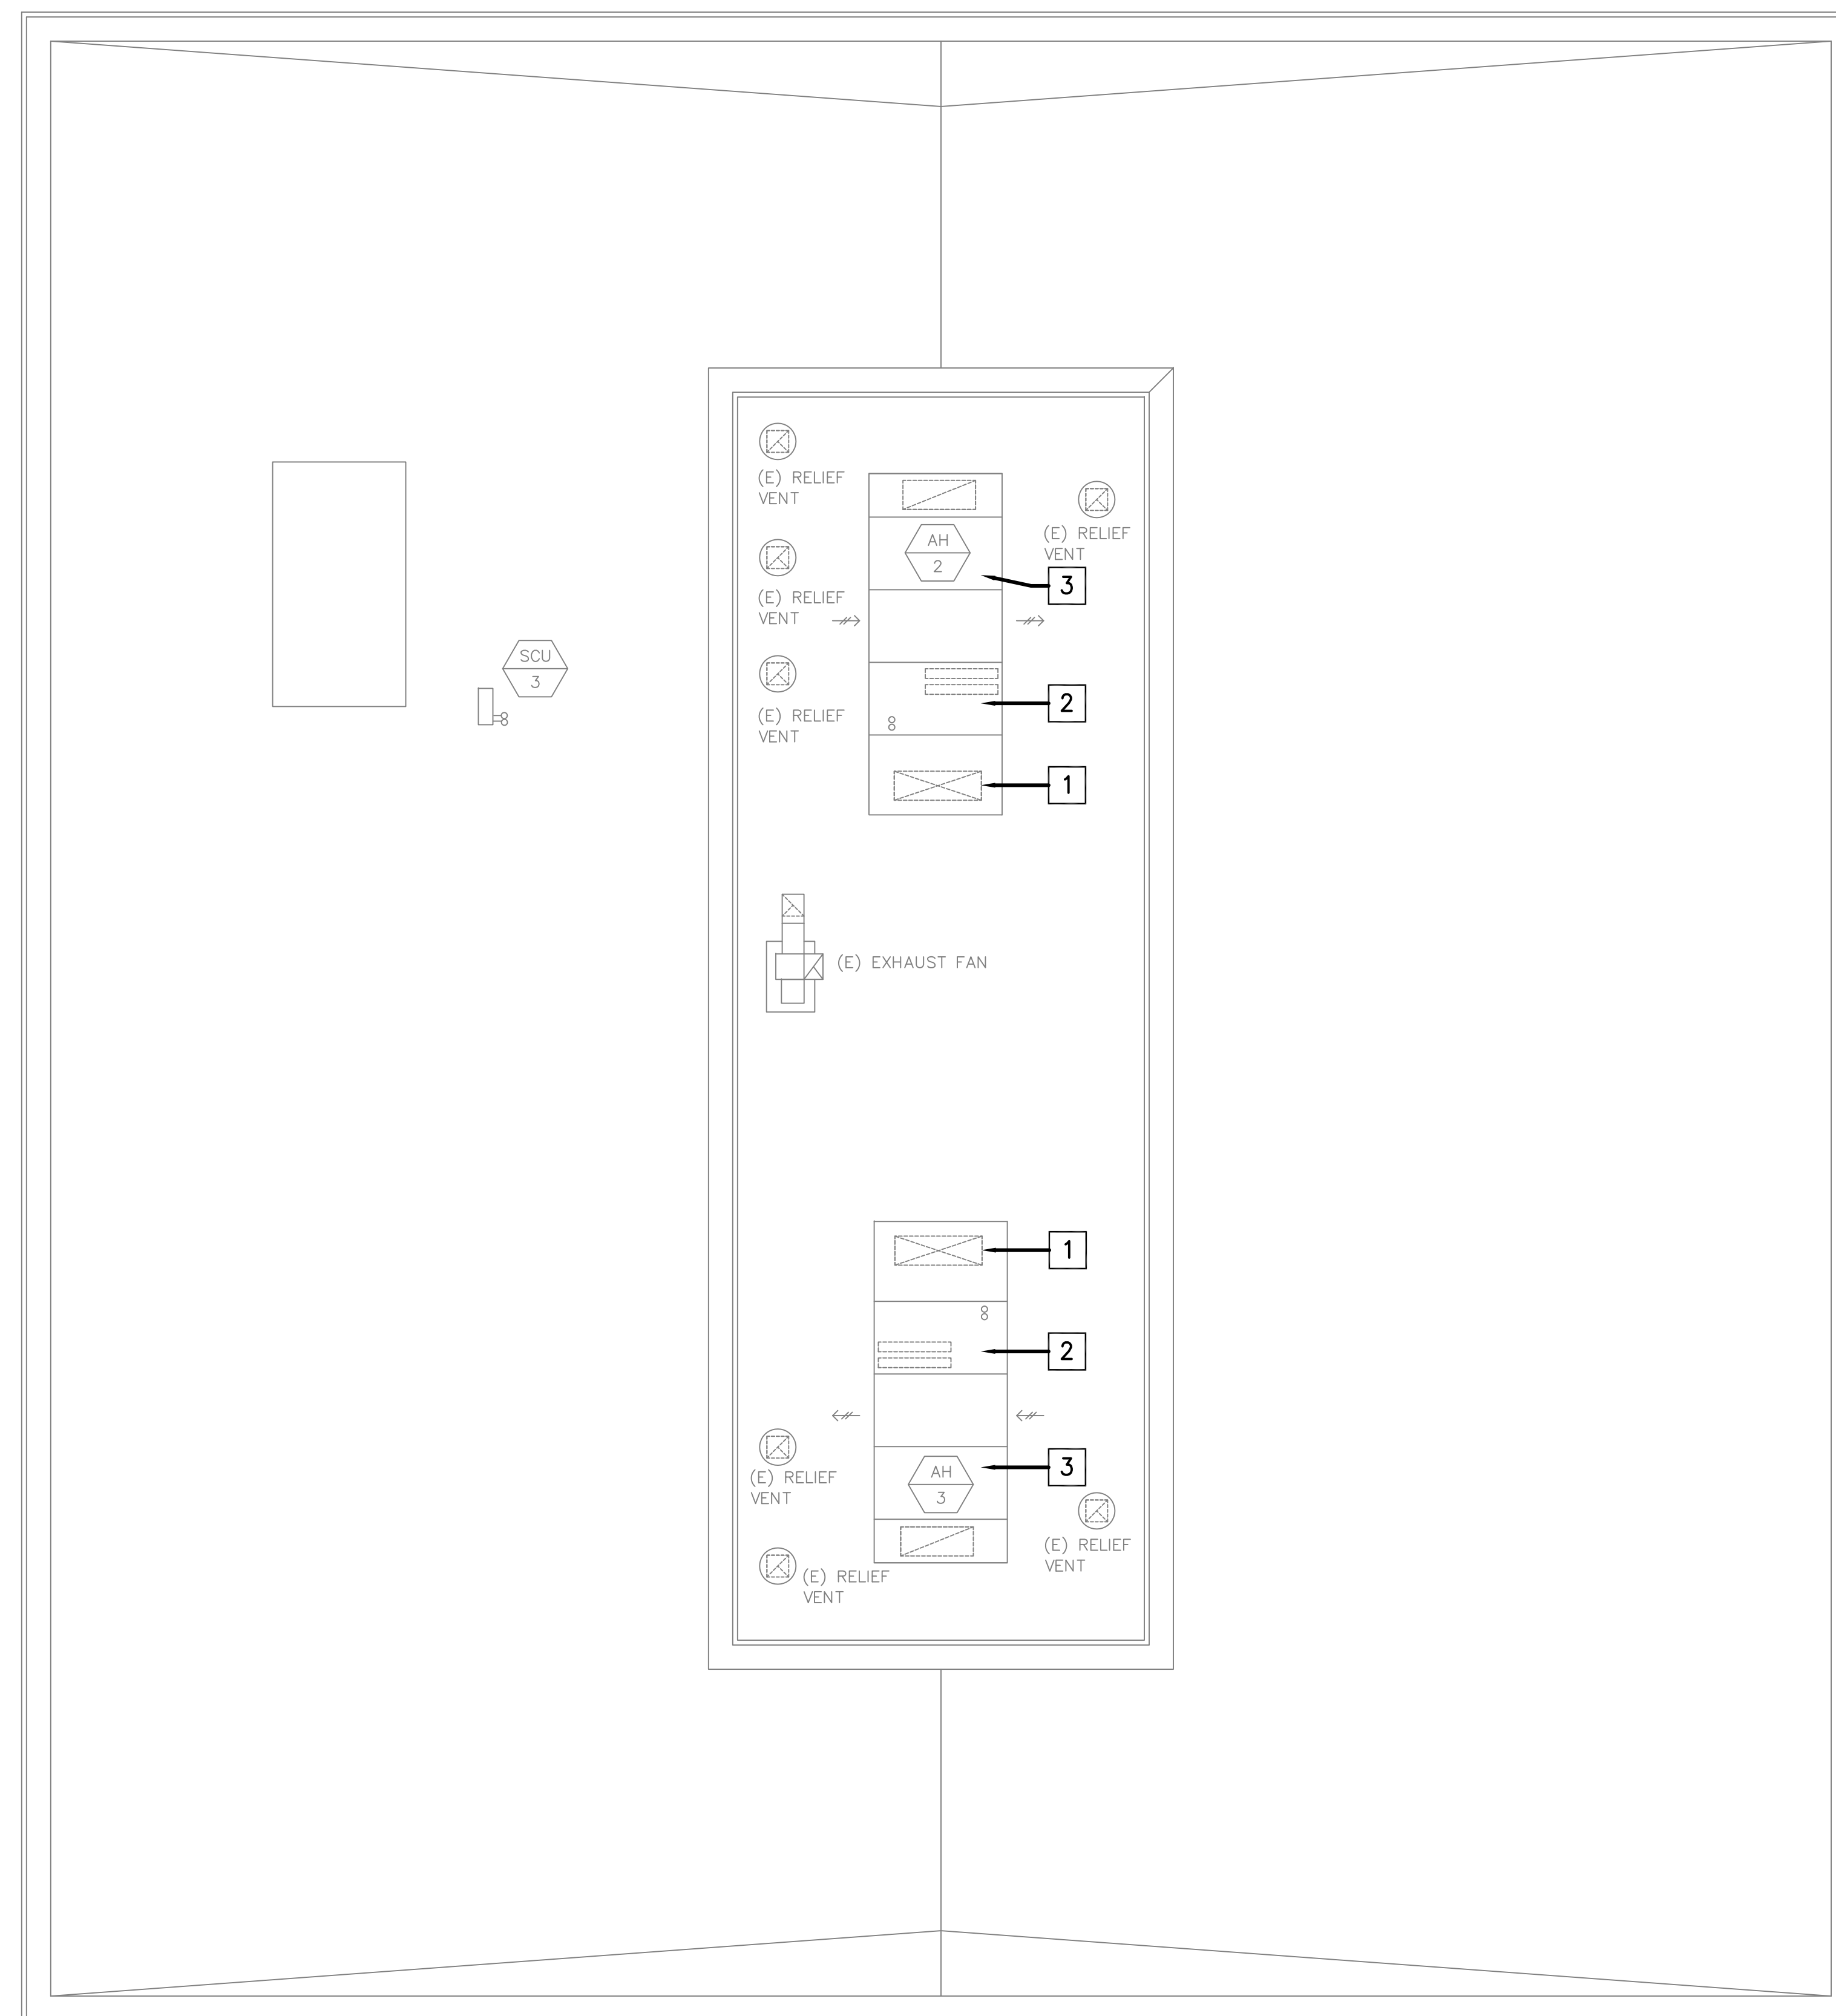 (E) RELIEF
VENT
(E) RELIEF
VENT
AH
2
3
(E) RELIEF
VENT
SCU
3
2
(E) RELIEF
VENT
1
(E) EXHAUST FAN
1
2
3
AH
3
(E) RELIEF
VENT
(E) RELIEF
VENT
(E) RELIEF
VENT